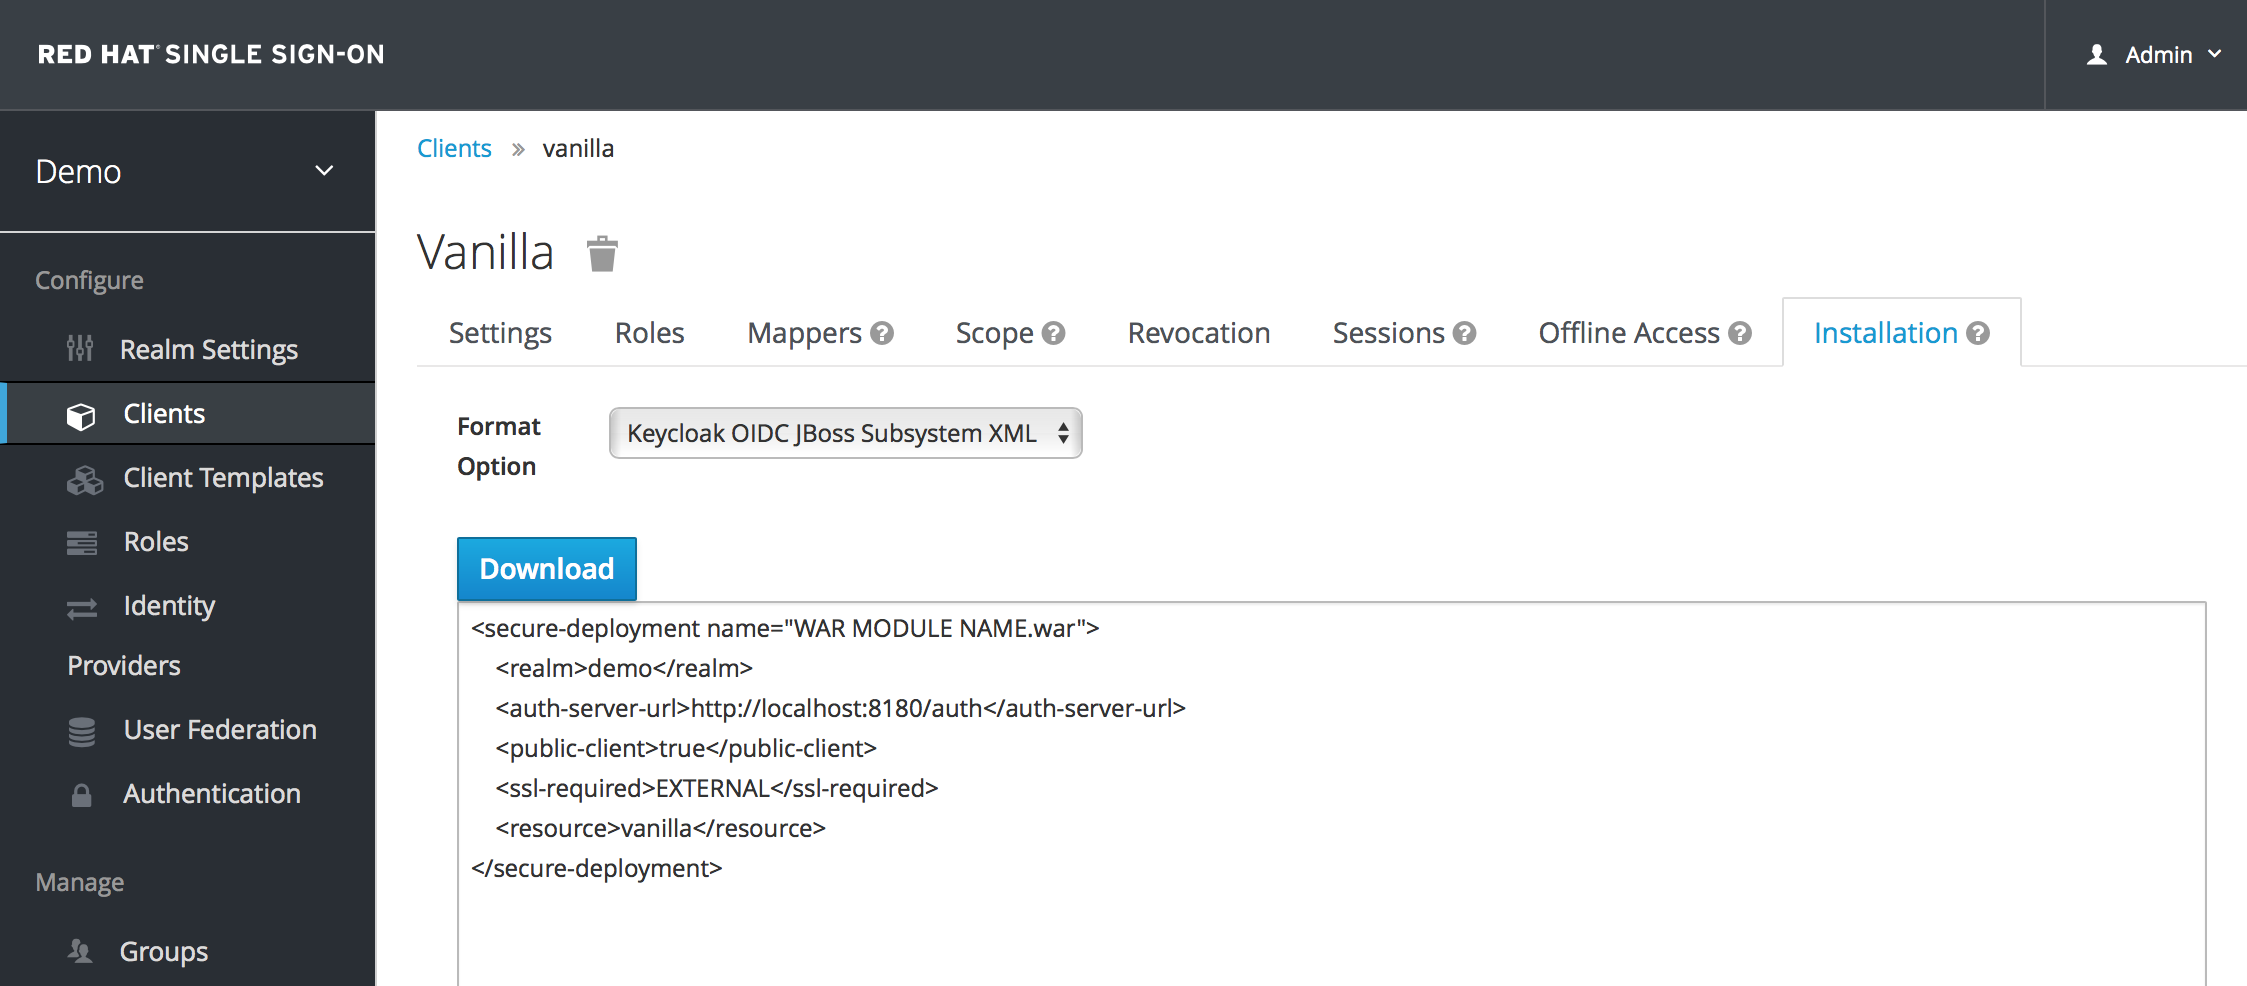 RED HAT® SINGLE SIGN-ON
Admin
Demo
Configure
Realm Settings
Clients
Client Templates
Roles
Identity
Providers
User Federation
Authentication
Manage
Groups
Clients » vanilla
Vanilla
Settings Roles Mappers ? Scope ? Revocation Sessions ? Offline Access ? Installation ?
Format
Option
Keycloak OIDC JBoss Subsystem XML
Download
<secure-deployment name="WAR MODULE NAME.war">
    <realm>demo</realm>
    <auth-server-url>http://localhost:8180/auth</auth-server-url>
    <public-client>true</public-client>
    <ssl-required>EXTERNAL</ssl-required>
    <resource>vanilla</resource>
</secure-deployment>